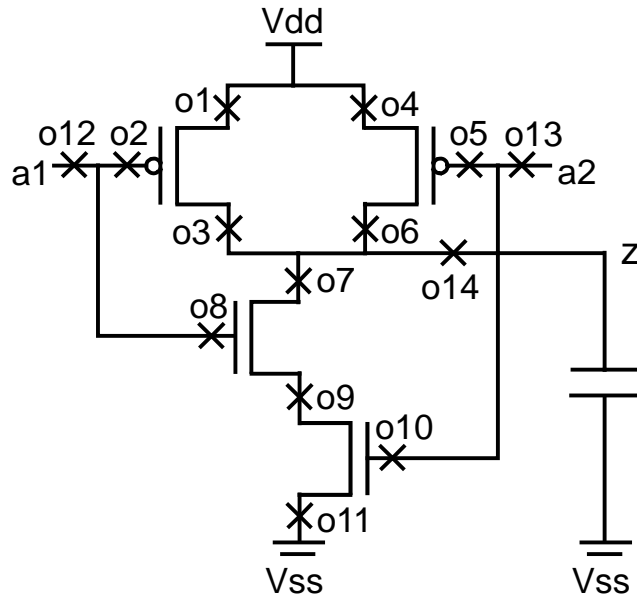 Vdd
o1 o4
o12 o2 o5 o13
a1 a2
o3 o6
z
o7 o14
o8
o9
o10
o11
Vss Vss